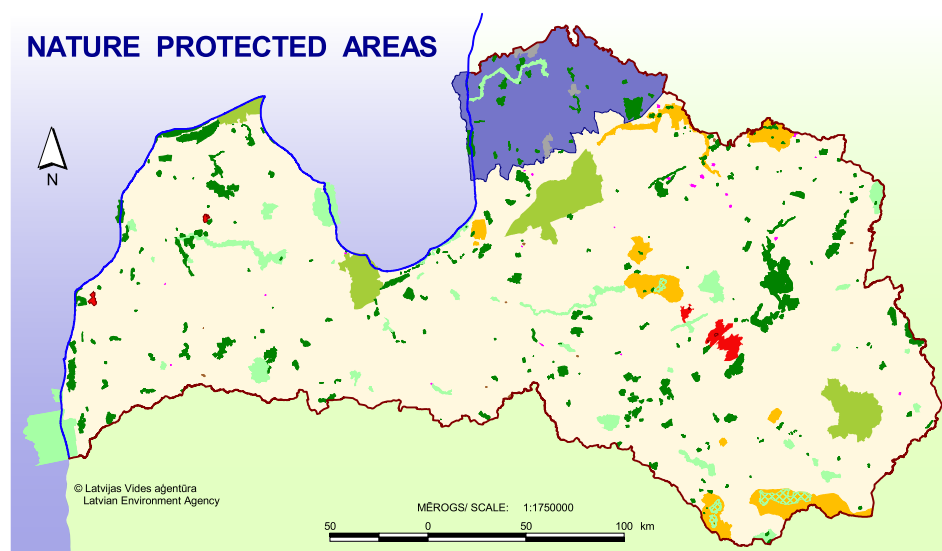 NATURE PROTECTED AREAS
N
© Latvijas Vides aģentūra
Latvian Environment Agency
MĒROGS/ SCALE: 1:1750000
50 0 50 100 km